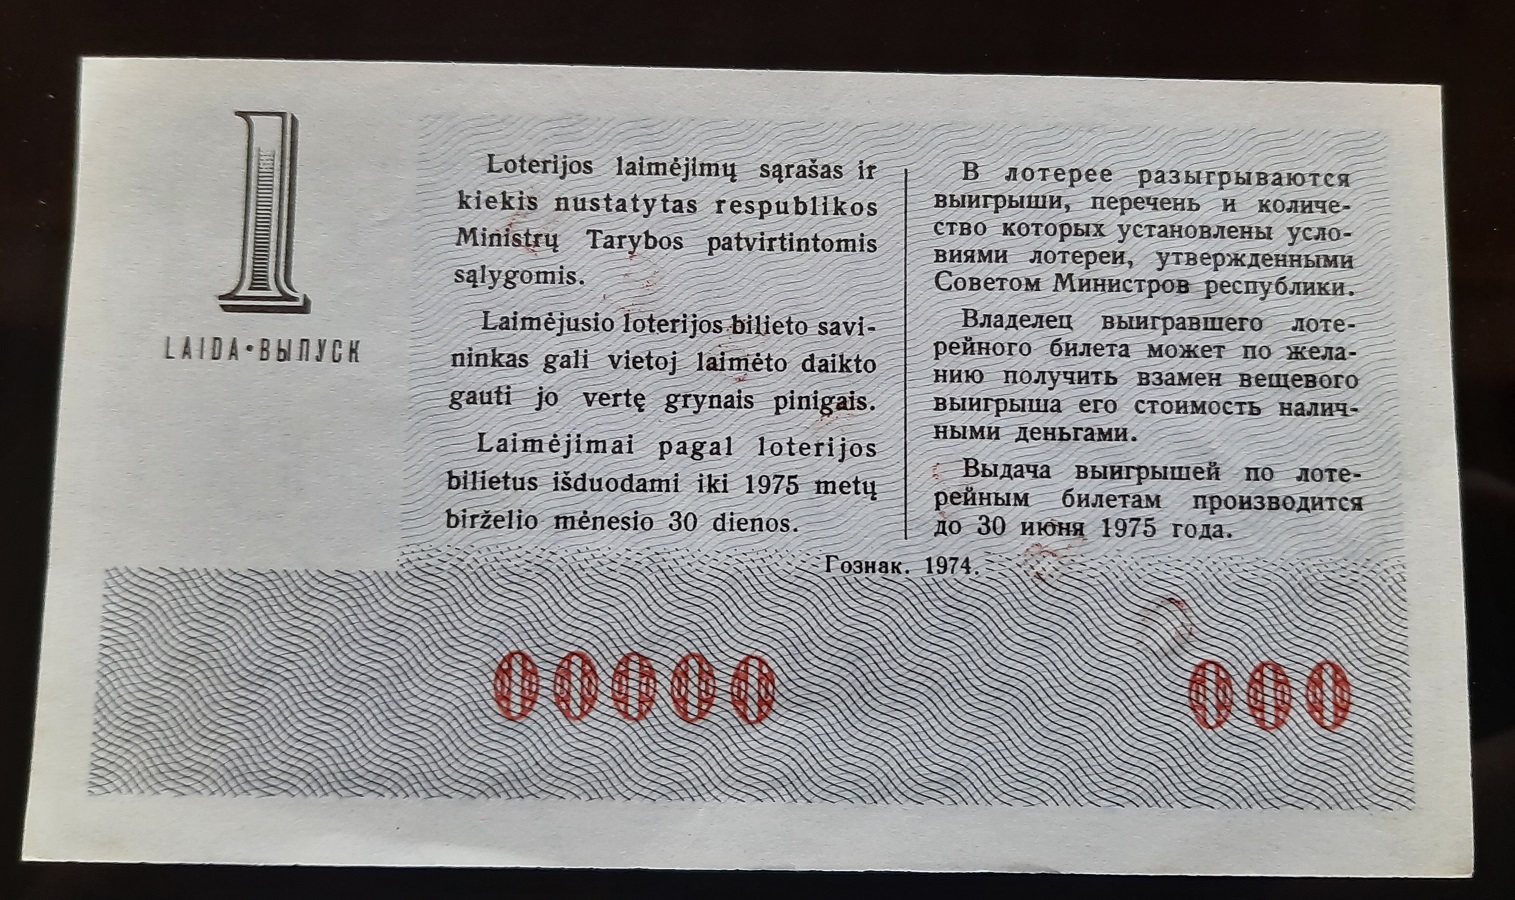 1
LAIDA•ВЫПУСК
Loterijos laimėjimų sąrašas ir
kiekis nustatytas respublikos
Ministrų Tarybos patvirtintomis
sąlygomis.
Laimėjusio loterijos bilieto savi-
ninkas gali vietoj laimėto daikto
gauti jo vertę grynais pinigais.
Laimėjimai pagal loterijos
bilietus išduodami iki 1975 metų
birželio mėnesio 30 dienos.
В лотерее разыгрываются
выигрыши, перечень и количе-
ство которых установлены усло-
виями лотереи, утвержденными
Советом Министров республики.
Владелец выигравшего лоте-
рейного билета может по жела-
нию получить взамен вещевого
выигрыша его стоимость налич-
ными деньгами.
Выдача выигрышей по лоте-
рейным билетам производится
до 30 июня 1975 года.
Гознак. 1974.
00000
000